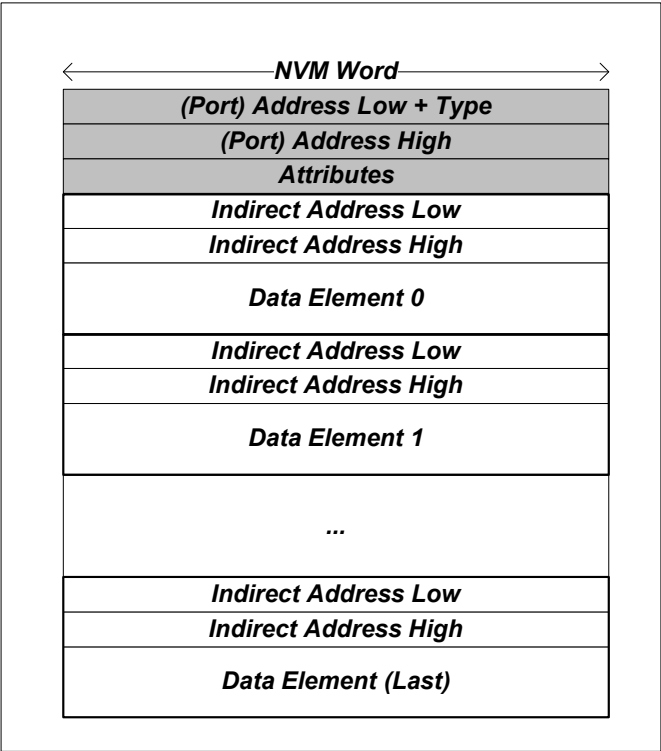 NVM Word
(Port) Address Low + Type
(Port) Address High
Attributes
Indirect Address Low
Indirect Address High
Data Element 0
Indirect Address Low
Indirect Address High
Data Element 1
...
Indirect Address Low
Indirect Address High
Data Element (Last)